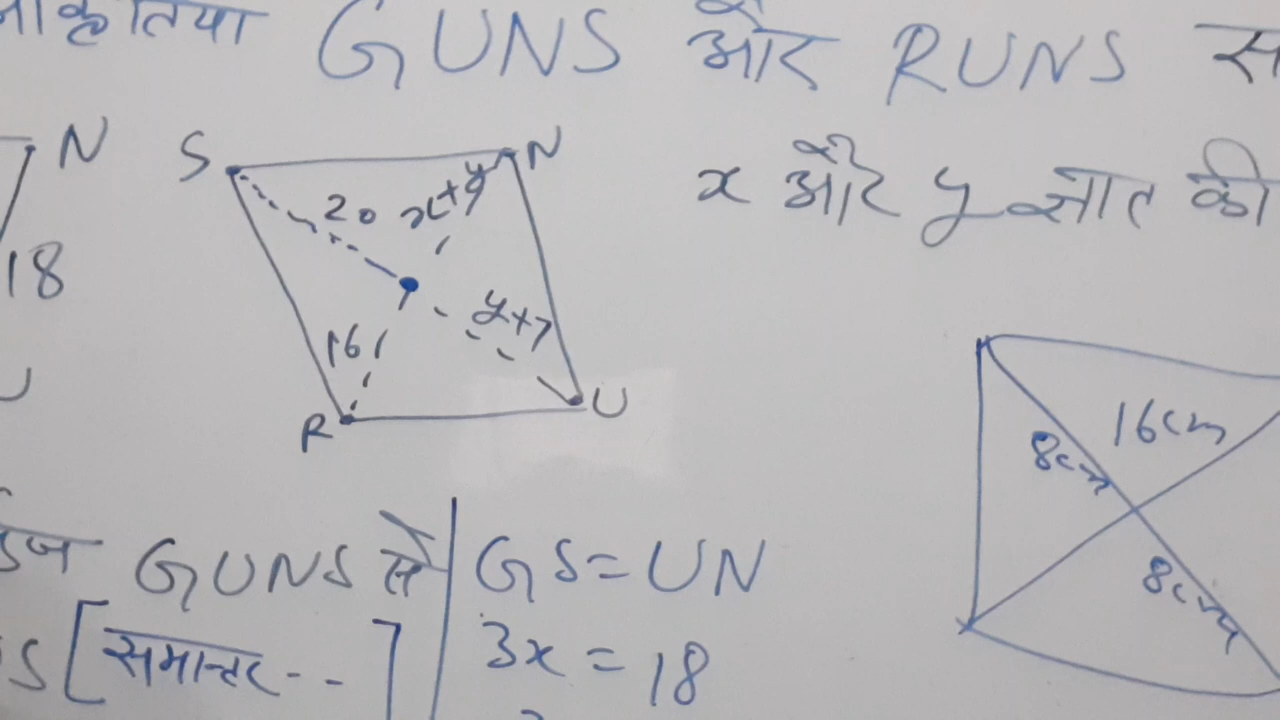 GUNS और RUNS
N
S
N
20
x+y
x और y ज्ञात की
18
y+7
16
U
R
16cm
8cm
8cm
GUNS से
GS=UN
S [समान्तर--]
3x = 18